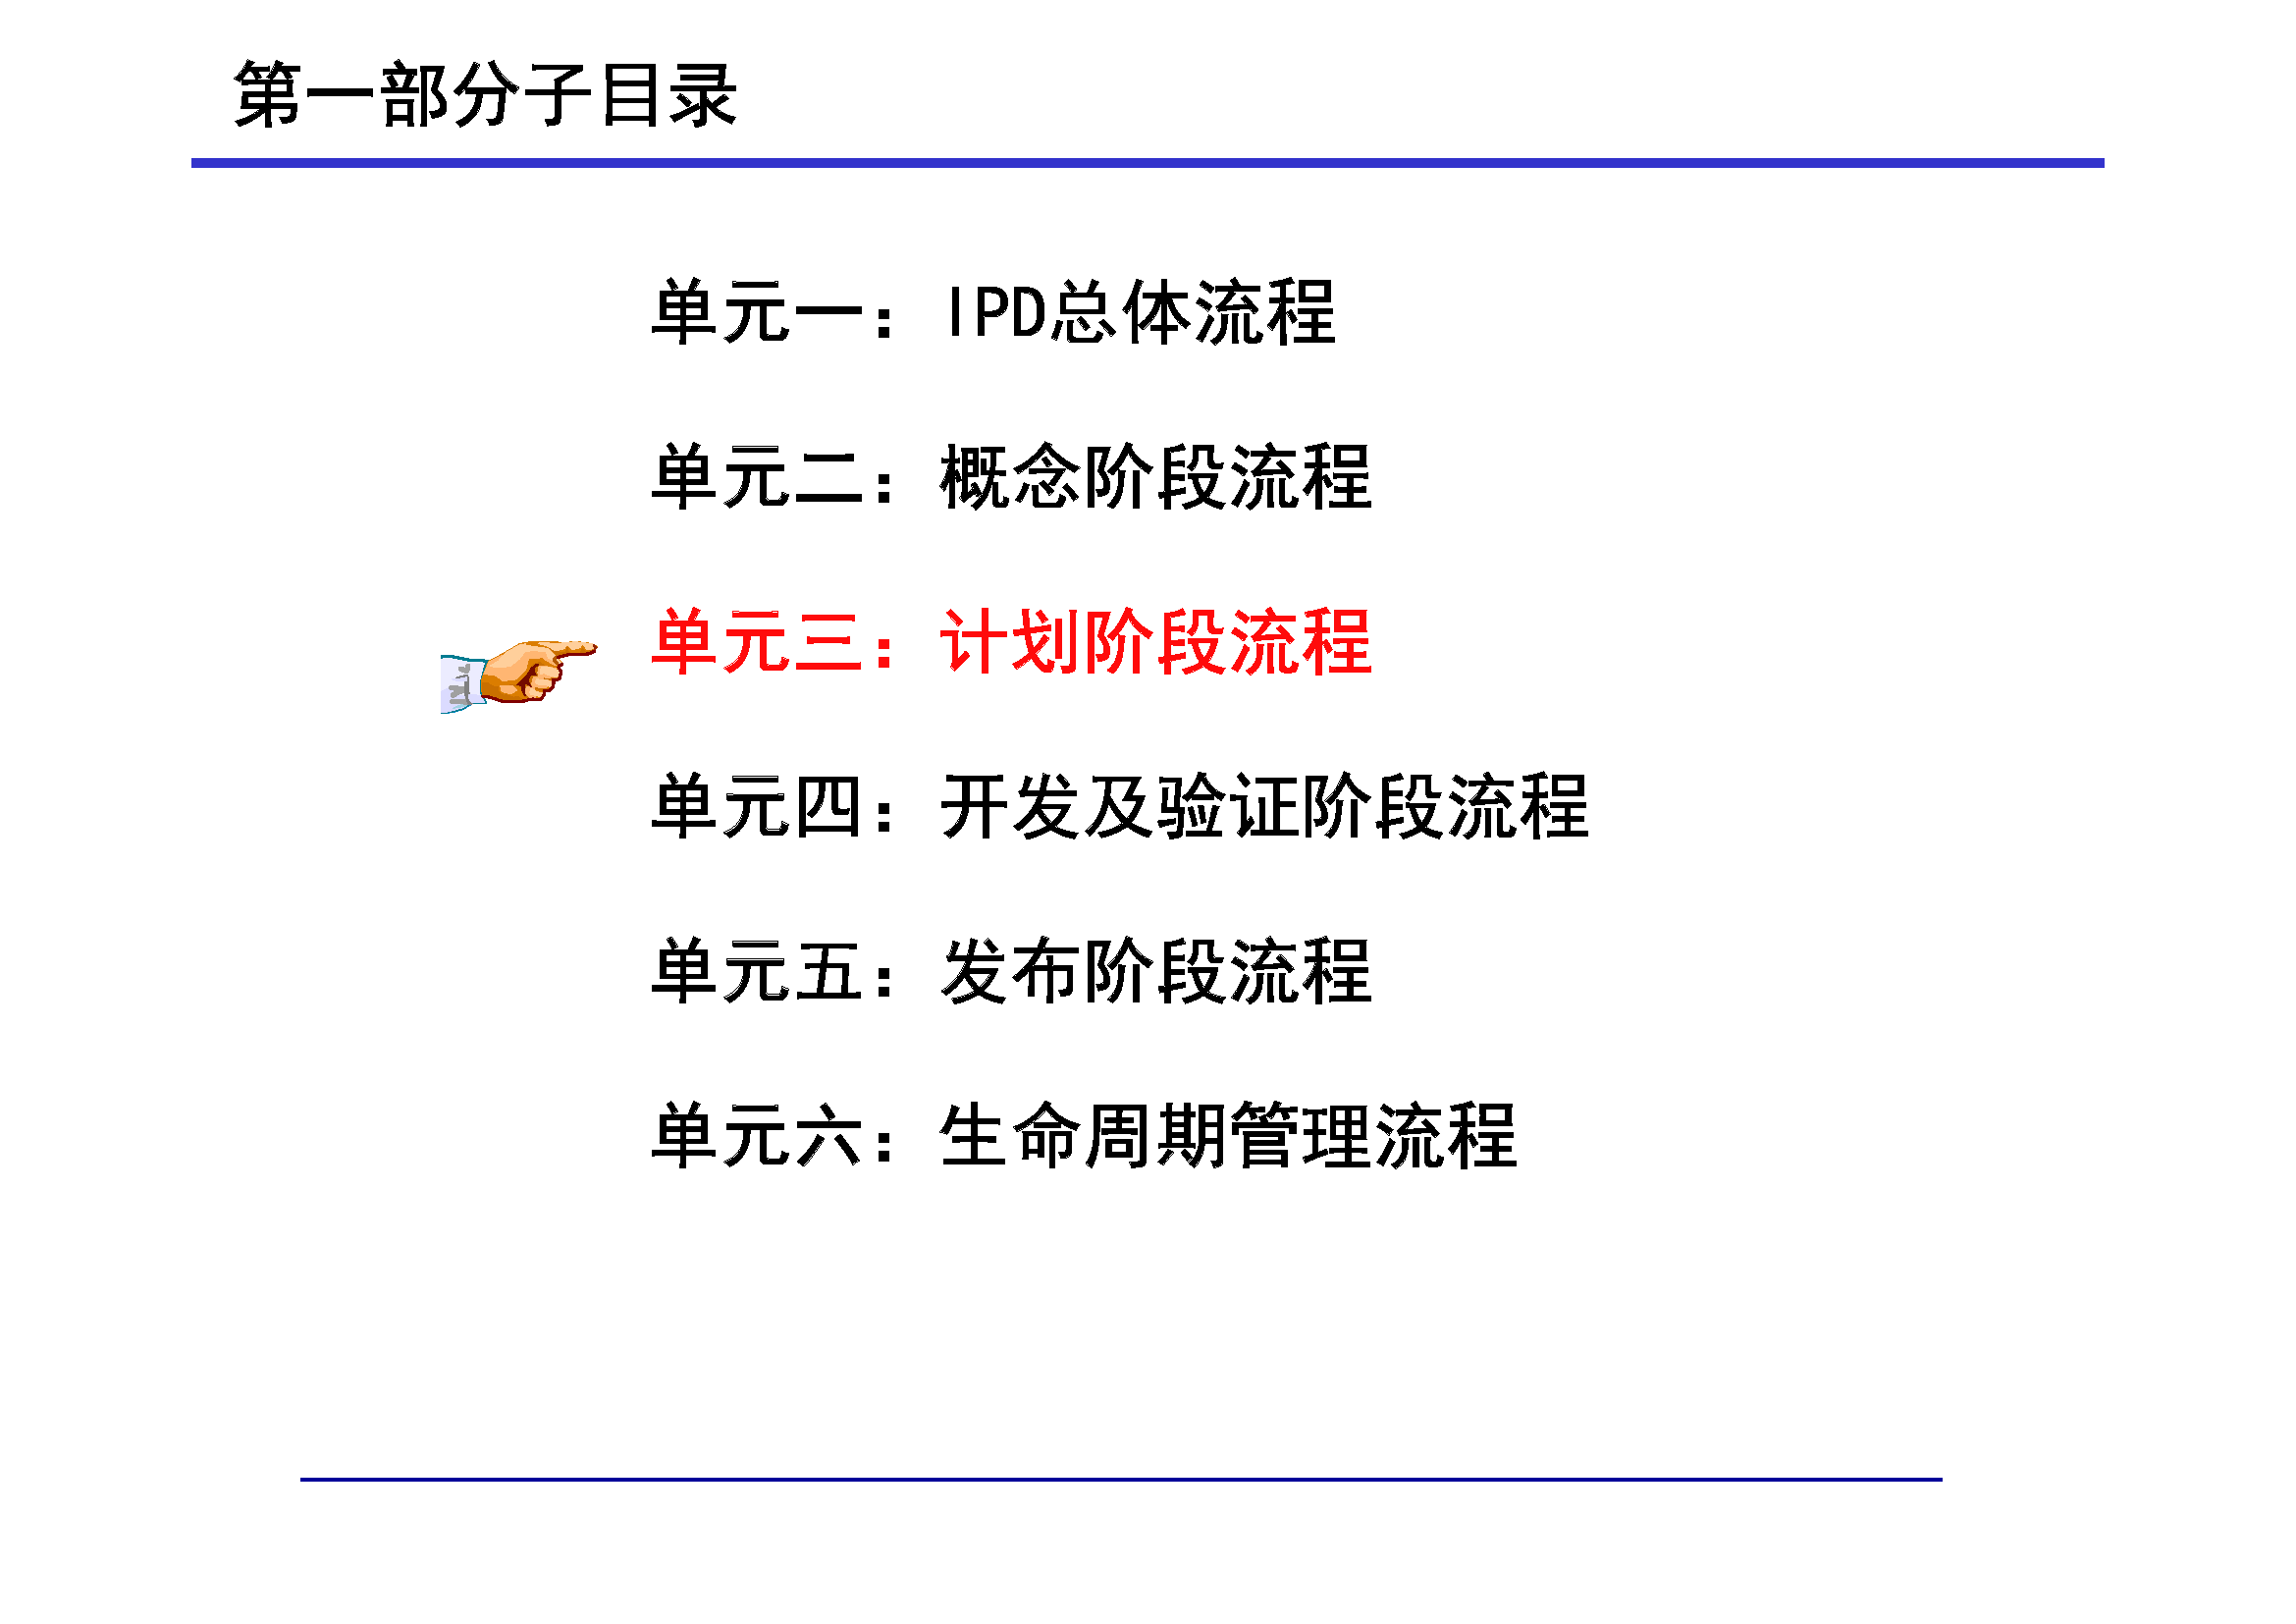 第一部分子目录
单元一：IPD总体流程
单元二：概念阶段流程
单元三：计划阶段流程
单元四：开发及验证阶段流程
单元五：发布阶段流程
单元六：生命周期管理流程